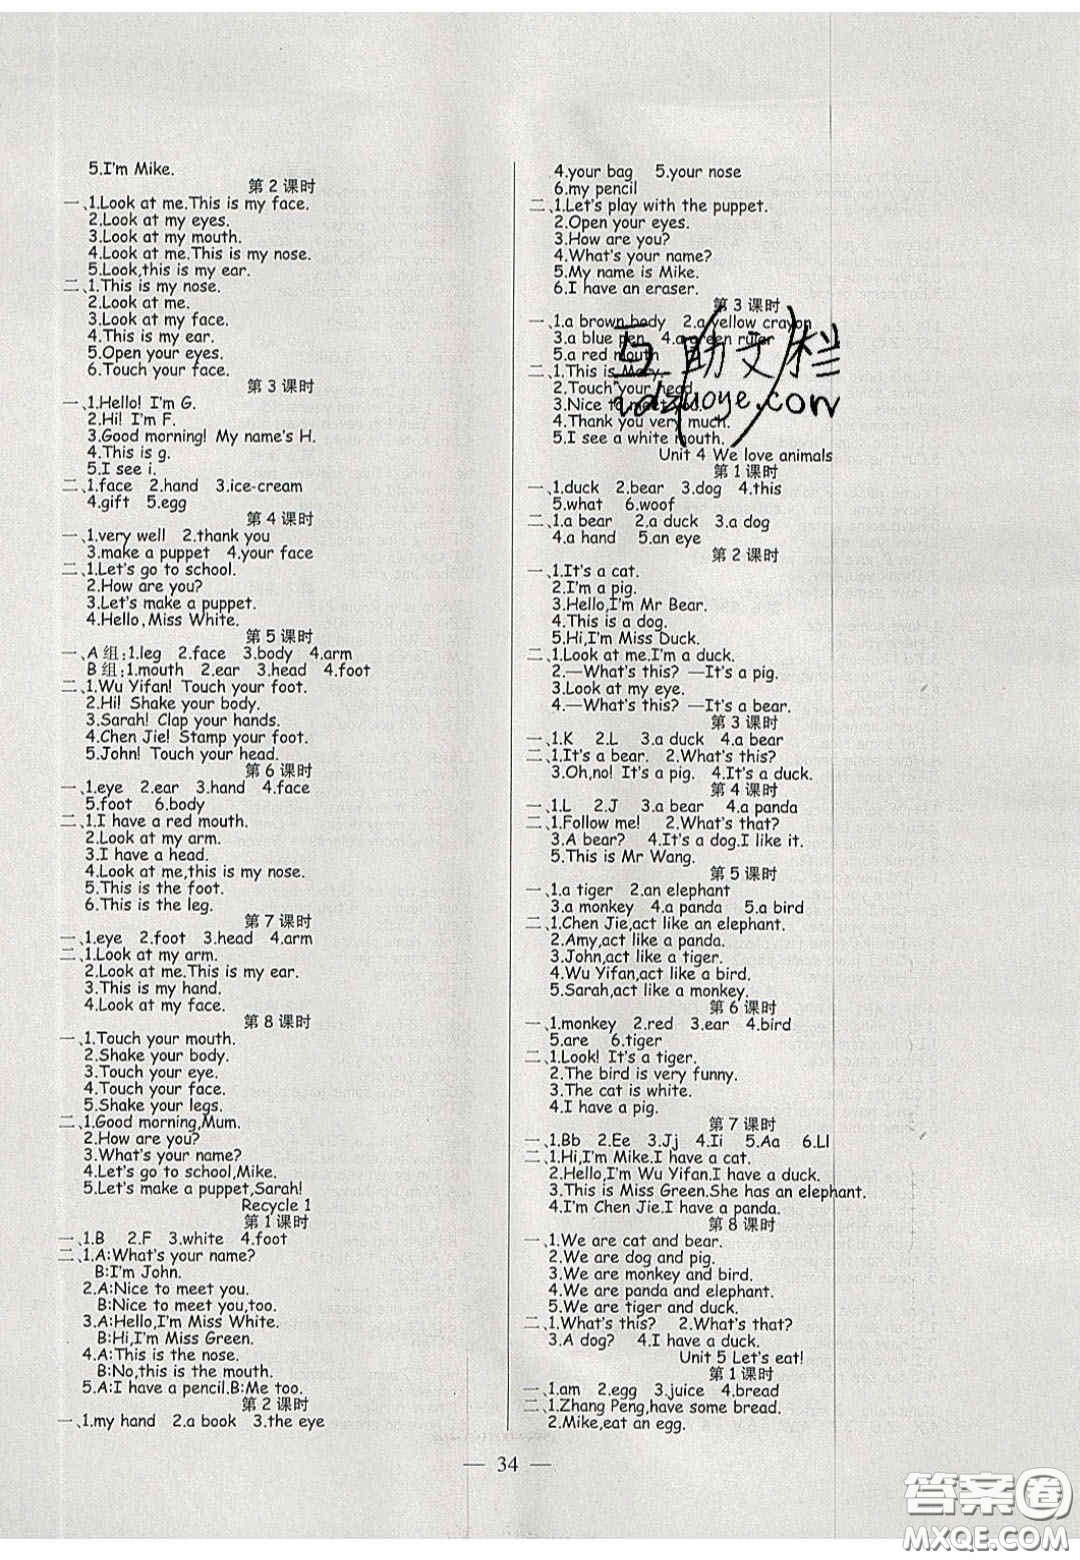 5.I'm Mike.
第 2 课时
一、1.Look at me.This is my face.
2.Look at my eyes.
3.Look at my mouth.
4.Look at me.This is my nose.
5.Look,this is my ear.
二、1.This is my nose.
2.Look at me.
3.Look at my face.
4.This is my ear.
5.Open your eyes.
6.Touch your face.
第 3 课时
一、1.Hello! I'm G.
2.Hi! I'm F.
3.Good morning! My name's H.
4.This is g.
5.I see i.
二、1.face 2.hand 3.ice-cream
4.gift 5.egg
第 4 课时
一、1.very well 2.thank you
3.make a puppet 4.your face
二、1.Let's go to school.
2.How are you?
3.Let's make a puppet.
4.Hello,Miss White.
第 5 课时
一、A 组:1.leg 2.face 3.body 4.arm
B 组:1.mouth 2.ear 3.head 4.foot
二、1.Wu Yifan! Touch your foot.
2.Hi! Shake your body.
3.Sarah! Clap your hands.
4.Chen Jie! Stamp your foot.
5.John! Touch your head.
第 6 课时
一、1.eye 2.ear 3.hand 4.face
5.foot 6.body
二、1.I have a red mouth.
2.Look at my arm.
3.I have a head.
4.Look at me,this is my nose.
5.This is the foot.
6.This is the leg.
第 7 课时
一、1.eye 2.foot 3.head 4.arm
二、1.Look at my arm.
2.Look at me.This is my ear.
3.This is my hand.
4.Look at my face.
第 8 课时
一、1.Touch your mouth.
2.Shake your body.
3.Touch your eye.
4.Touch your face.
5.Shake your legs.
二、1.Good morning,Mum.
2.How are you?
3.What's your name?
4.Let's go to school,Mike.
5.Let's make a puppet,Sarah!
Recycle 1
第 1 课时
一、1.B 2.F 3.white 4.foot
二、1.A:What's your name?
B:I'm John.
2.A:Nice to meet you.
B:Nice to meet you,too.
3.A:Hello,I'm Miss White.
B:Hi,I'm Miss Green.
4.A:This is the nose.
B:No,this is the mouth.
5.A:I have a pencil.B:Me too.
第 2 课时
一、1.my hand 2.a book 3.the eye
4.your bag 5.your nose
6.my pencil
二、1.Let's play with the puppet.
2.Open your eyes.
3.How are you?
4.What's your name?
5.My name is Mike.
6.I have an eraser.
第 3 课时
一、1.a brown body 2.a yellow crayon
3.a blue pen 4.a green ruler
5.a red mouth
二、1.This is Mary.
2.Touch your head.
3.Nice to meet you.
4.Thank you very much.
5.I see a white mouth.
Unit 4 We love animals
第 1 课时
一、1.duck 2.bear 3.dog 4.this
5.what 6.woof
二、1.a bear 2.a duck 3.a dog
4.a hand 5.an eye
第 2 课时
一、1.It's a cat.
2.I'm a pig.
3.Hello,I'm Mr Bear.
4.This is a dog.
5.Hi,I'm Miss Duck.
二、1.Look at me.I'm a duck.
2.—What's this? —It's a pig.
3.Look at my eye.
4.—What's this? —It's a bear.
第 3 课时
一、1.K 2.L 3.a duck 4.a bear
二、1.It's a bear. 2.What's this?
3.Oh,no! It's a pig. 4.It's a duck.
第 4 课时
一、1.L 2.J 3.a bear 4.a panda
二、1.Follow me! 2.What's that?
3.A bear? 4.It's a dog.I like it.
5.This is Mr Wang.
第 5 课时
一、1.a tiger 2.an elephant
3.a monkey 4.a panda 5.a bird
二、1.Chen Jie,act like an elephant.
2.Amy,act like a panda.
3.John,act like a tiger.
4.Wu Yifan,act like a bird.
5.Sarah,act like a monkey.
第 6 课时
一、1.monkey 2.red 3.ear 4.bird
5.are 6.tiger
二、1.Look! It's a tiger.
2.The bird is very funny.
3.The cat is white.
4.I have a pig.
第 7 课时
一、1.Bb 2.Ee 3.Jj 4.Ii 5.Aa 6.Ll
二、1.Hi,I'm Mike.I have a cat.
2.Hello,I'm Wu Yifan.I have a duck.
3.This is Miss Green.She has an elephant.
4.I'm Chen Jie.I have a panda.
第 8 课时
一、1.We are cat and bear.
2.We are dog and pig.
3.We are monkey and bird.
4.We are panda and elephant.
5.We are tiger and duck.
二、1.What's this? 2.What's that?
3.A dog? 4.I have a duck.
Unit 5 Let's eat!
第 1 课时
一、1.am 2.egg 3.juice 4.bread
二、1.Zhang Peng,have some bread.
2.Mike,eat an egg.
— 34 —
互助文档
答案圈
MXQE.COM